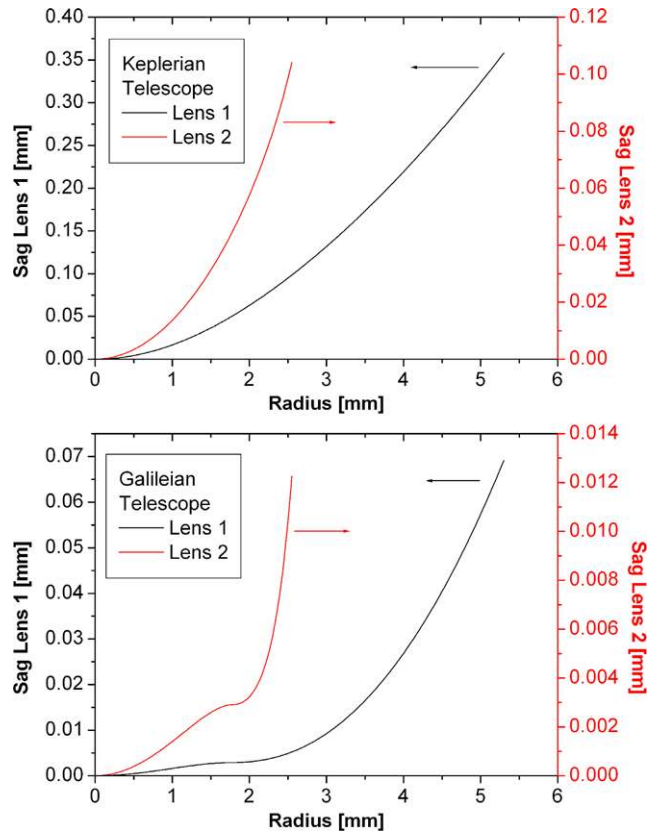 0.40
0.35
0.30
0.25
0.20
0.15
0.10
0.05
0.00
Sag Lens 1 [mm]
Keplerian
Telescope
Lens 1
Lens 2
0.12
0.10
0.08
0.06
0.04
0.02
0.00
Sag Lens 2 [mm]
0 1 2 3 4 5 6
Radius [mm]
0.07
0.06
0.05
0.04
0.03
0.02
0.01
0.00
Sag Lens 1 [mm]
Galileian
Telescope
Lens 1
Lens 2
0.014
0.012
0.010
0.008
0.006
0.004
0.002
0.000
Sag Lens 2 [mm]
0 1 2 3 4 5 6
Radius [mm]